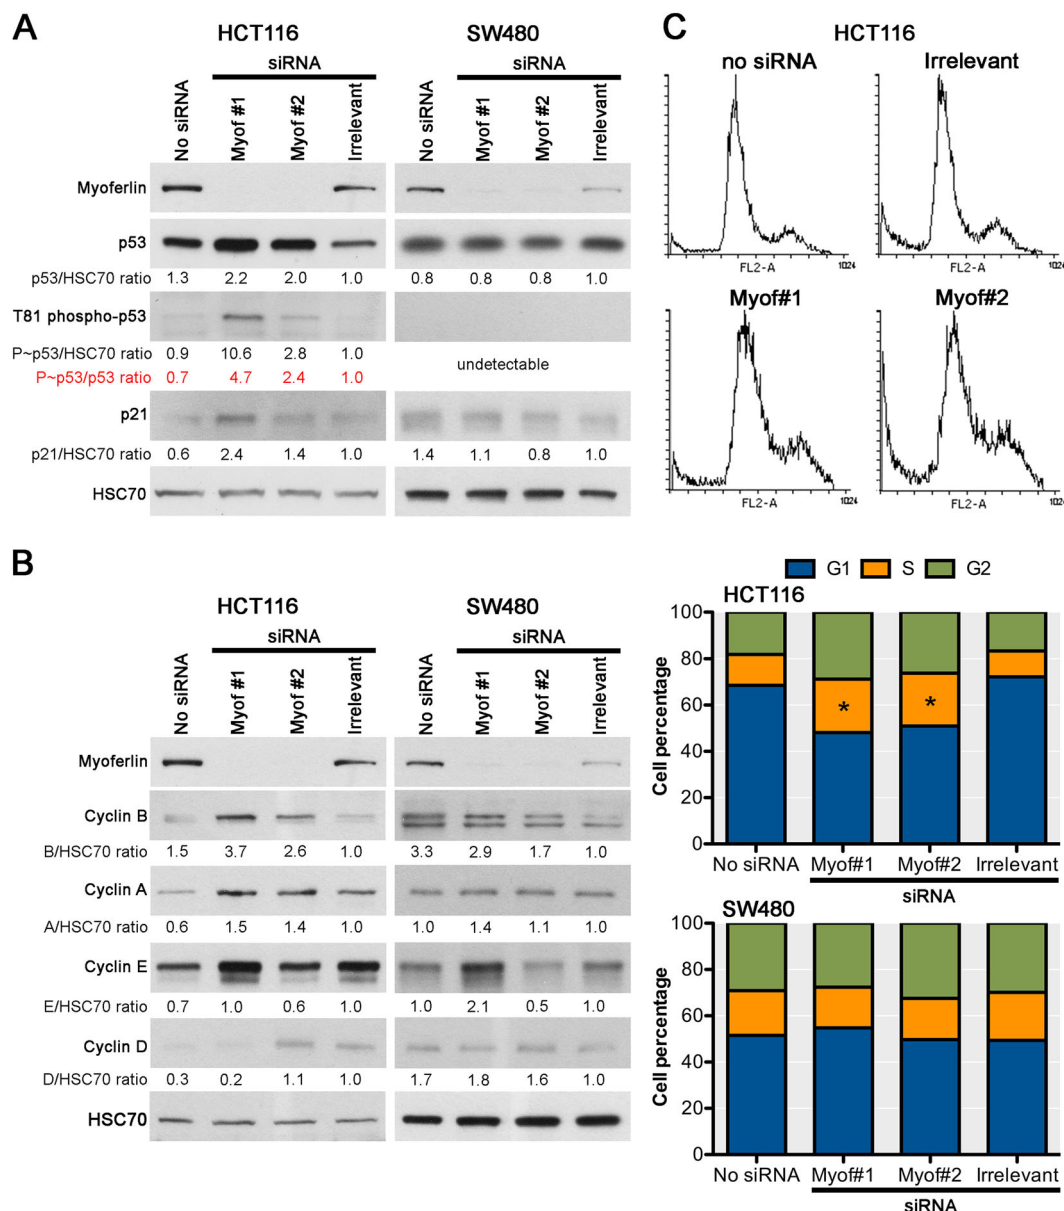 A
HCT116
SW480
siRNA
siRNA
No siRNA
Myof #1
Myof #2
Irrelevant
No siRNA
Myof #1
Myof #2
Irrelevant
Myoferlin
p53
p53/HSC70 ratio 1.3 2.2 2.0 1.0 0.8 0.8 0.8 1.0
T81 phospho-p53
P~p53/HSC70 ratio 0.9 10.6 2.8 1.0
undetectable
P~p53/p53 ratio 0.7 4.7 2.4 1.0
p21
p21/HSC70 ratio 0.6 2.4 1.4 1.0 1.4 1.1 0.8 1.0
HSC70
B
HCT116
SW480
siRNA
siRNA
No siRNA
Myof #1
Myof #2
Irrelevant
No siRNA
Myof #1
Myof #2
Irrelevant
Myoferlin
Cyclin B
B/HSC70 ratio 1.5 3.7 2.6 1.0 3.3 2.9 1.7 1.0
Cyclin A
A/HSC70 ratio 0.6 1.5 1.4 1.0 1.0 1.4 1.1 1.0
Cyclin E
E/HSC70 ratio 0.7 1.0 0.6 1.0 1.0 2.1 0.5 1.0
Cyclin D
D/HSC70 ratio 0.3 0.2 1.1 1.0 1.7 1.8 1.6 1.0
HSC70
C
HCT116
no siRNA
Irrelevant
FL2-A 1024
FL2-A 1024
Myof#1
Myof#2
FL2-A 1024
FL2-A 1024
G1 S G2
HCT116
Cell percentage
100
80
60
40
20
0
* *
No siRNA Myof#1 Myof#2 Irrelevant
siRNA
SW480
Cell percentage
100
80
60
40
20
0
No siRNA Myof#1 Myof#2 Irrelevant
siRNA